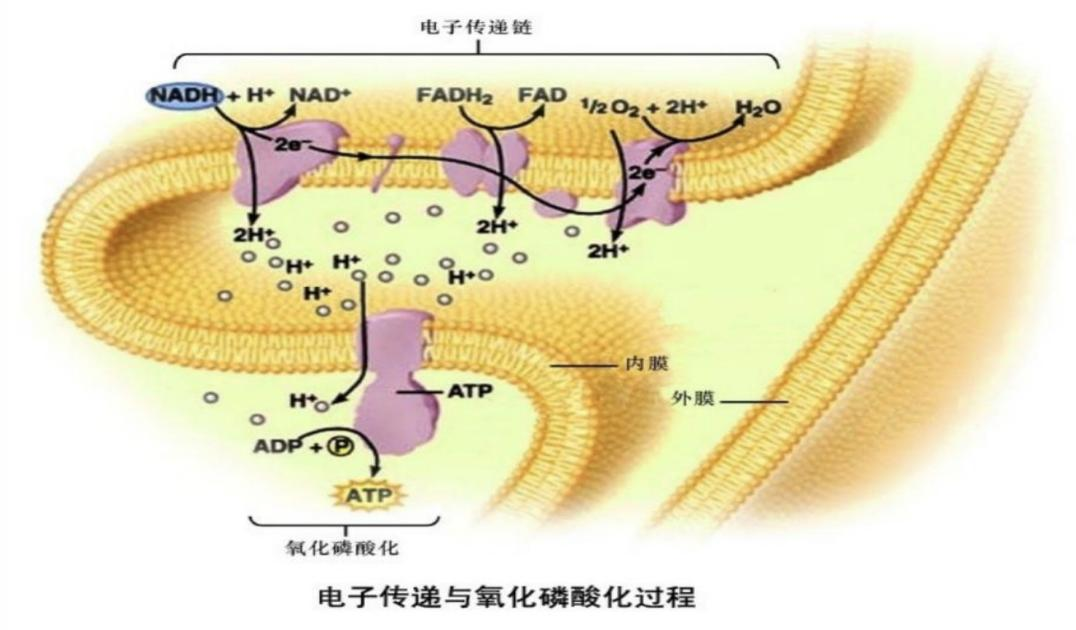 电子传递链
NADH + H⁺ NAD⁺
FADH₂ FAD
½ O₂ + 2H⁺ H₂O
2e⁻
2e⁻
2H⁺
2H⁺
2H⁺
H⁺
H⁺
H⁺
H⁺
内膜
外膜
ATP
H⁺
ADP + P
ATP
氧化磷酸化
电子传递与氧化磷酸化过程